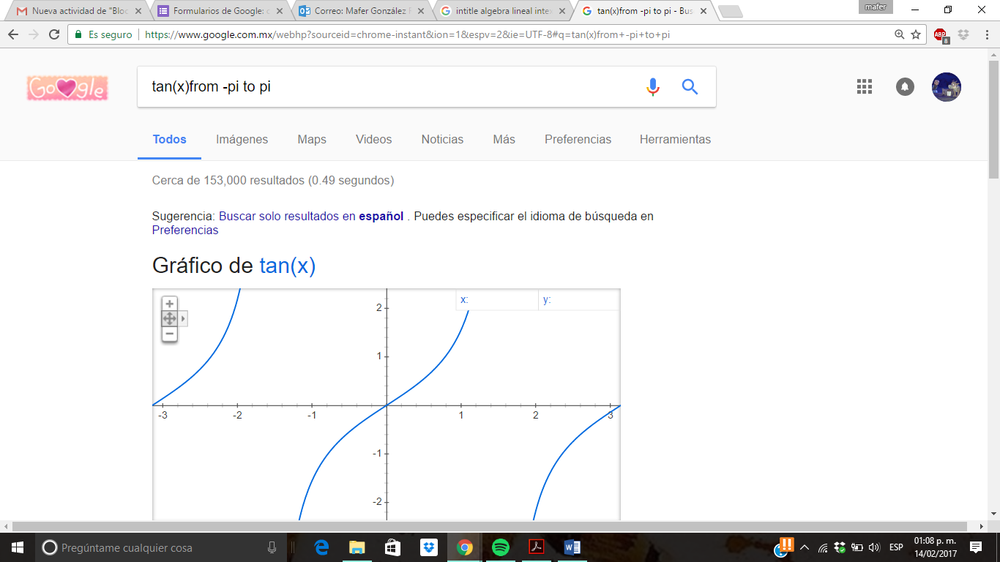 Nueva actividad de "Bloc
Formularios de Google: c
Correo: Mafer González
intitle algebra lineal inte
tan(x)from -pi to pi - Bus
mafer
Es seguro
https://www.google.com.mx/webhp?sourceid=chrome-instant&ion=1&espv=2&ie=UTF-8#q=tan(x)from+-pi+to+pi
ABP
8
Google
tan(x)from -pi to pi
Todos Imágenes Maps Videos Noticias Más Preferencias Herramientas
Cerca de 153,000 resultados (0.49 segundos)
Sugerencia: Buscar solo resultados en español . Puedes especificar el idioma de búsqueda en
Preferencias
Gráfico de tan(x)
x: y:
2
1
-3 -2 -1 1 2 3
-1
-2
Pregúntame cualquier cosa
ESP
01:08 p. m.
14/02/2017